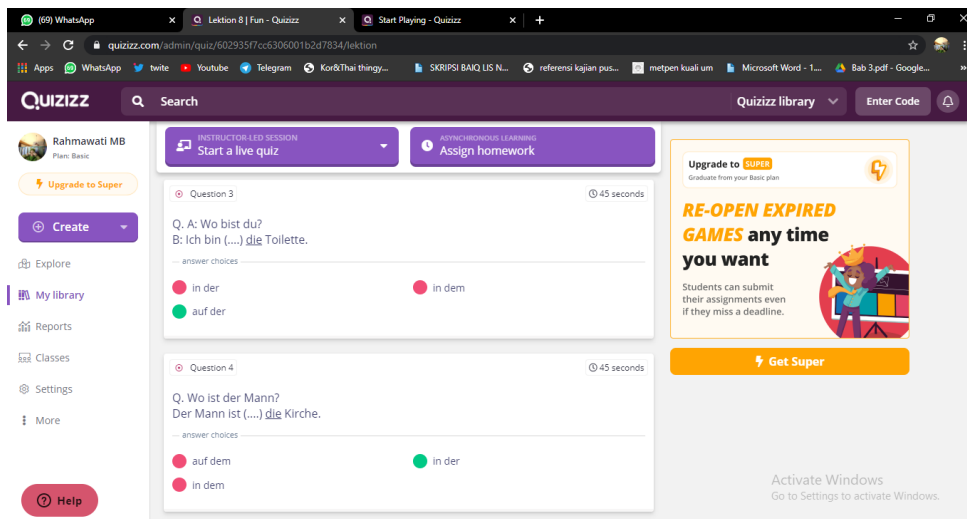 (69) WhatsApp
Lektion 8 | Fun - Quizizz
Start Playing - Quizizz
quizizz.com/admin/quiz/602935f7cc6306001b2d7834/lektion
Apps
WhatsApp
twite
Youtube
Telegram
Kor&Thai thingy...
SKRIPSI BAIQ LIS N...
referensi kajian pus...
metpen kuali um
Microsoft Word - 1....
Bab 3.pdf - Google...
QUIZIZZ
Search
Quizizz library
Enter Code
Rahmawati MB
Plan: Basic
Upgrade to Super
Create
Explore
My library
Reports
Classes
Settings
More
Help
INSTRUCTOR-LED SESSION
Start a live quiz
ASYNCHRONOUS LEARNING
Assign homework
Question 3
45 seconds
Q. A: Wo bist du?
B: Ich bin (....) die Toilette.
answer choices
in der
in dem
auf der
Question 4
45 seconds
Q. Wo ist der Mann?
Der Mann ist (....) die Kirche.
answer choices
auf dem
in der
in dem
Upgrade to SUPER
Graduate from your Basic plan
RE-OPEN EXPIRED
GAMES any time
you want
Students can submit
their assignments even
if they miss a deadline.
Get Super
Activate Windows
Go to Settings to activate Windows.